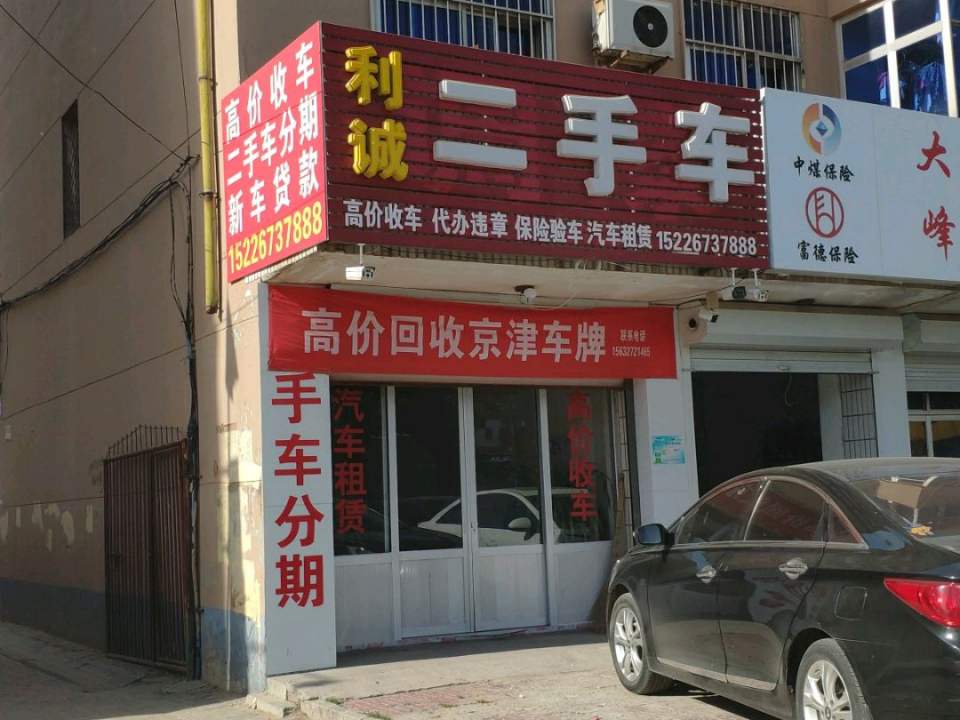 高价收车
二手车分期
新车贷款
15226737888
利诚
二手车
高价收车 代办违章 保险验车 汽车租赁 15226737888
中煤保险
富德保险
大峰
高价回收京津车牌
联系电话
15632721465
手车分期
汽车租赁
高价收车